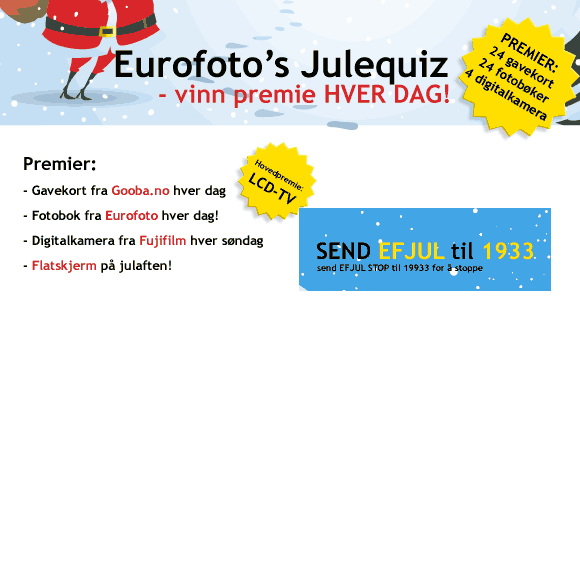 Eurofoto's Julequiz
- vinn premie HVER DAG!
PREMIER:
24 gavekort
24 fotobøker
4 digitalkamera
Premier:
- Gavekort fra Gooba.no hver dag
- Fotobok fra Eurofoto hver dag!
- Digitalkamera fra Fujifilm hver søndag
- Flatskjerm på julaften!
Hovedpremie:
LCD-TV
SEND EFJUL til 1933
send EFJUL STOP til 19933 for å stoppe